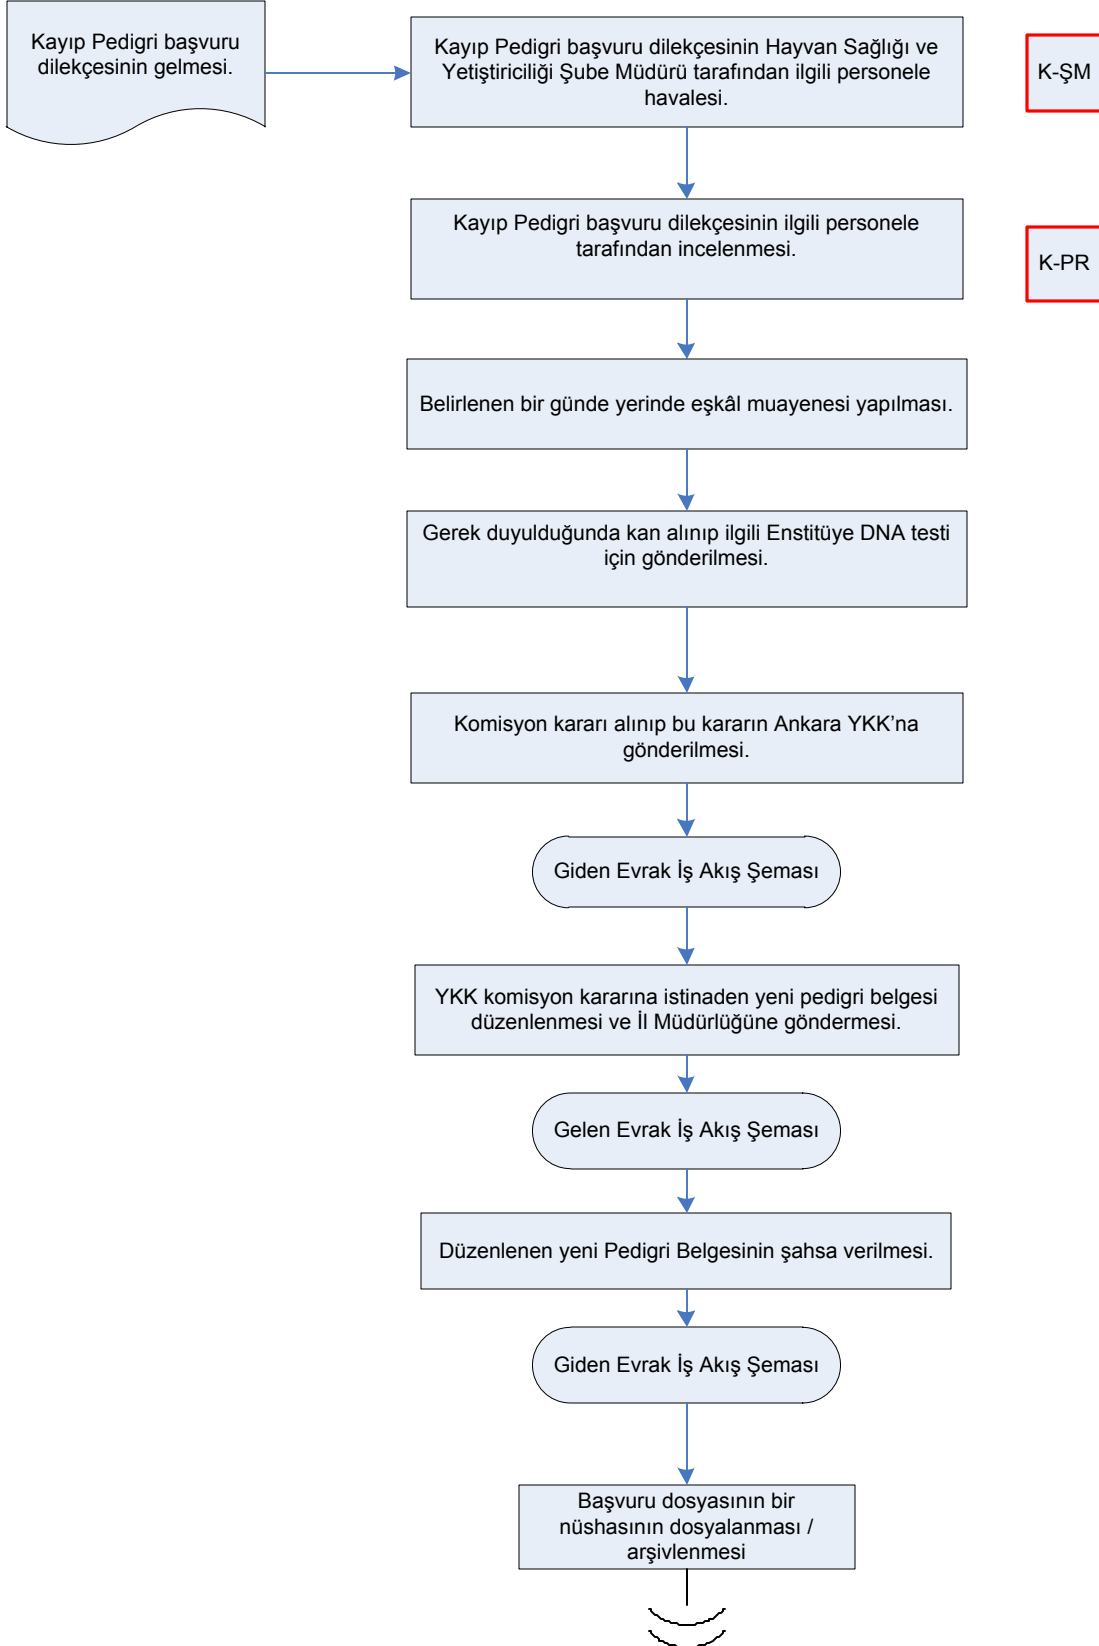 Kayıp Pedigri başvuru
dilekçesinin gelmesi.
Kayıp Pedigri başvuru dilekçesinin Hayvan Sağlığı ve
Yetiştiriciliği Şube Müdürü tarafından ilgili personele
havalesi.
K-ŞM
Kayıp Pedigri başvuru dilekçesinin ilgili personele
tarafından incelenmesi.
K-PR
Belirlenen bir günde yerinde eşkâl muayenesi yapılması.
Gerek duyulduğunda kan alınıp ilgili Enstitüye DNA testi
için gönderilmesi.
Komisyon kararı alınıp bu kararın Ankara YKK’na
gönderilmesi.
Giden Evrak İş Akış Şeması
YKK komisyon kararına istinaden yeni pedigri belgesi
düzenlenmesi ve İl Müdürlüğüne göndermesi.
Gelen Evrak İş Akış Şeması
Düzenlenen yeni Pedigri Belgesinin şahsa verilmesi.
Giden Evrak İş Akış Şeması
Başvuru dosyasının bir
nüshasının dosyalanması /
arşivlenmesi